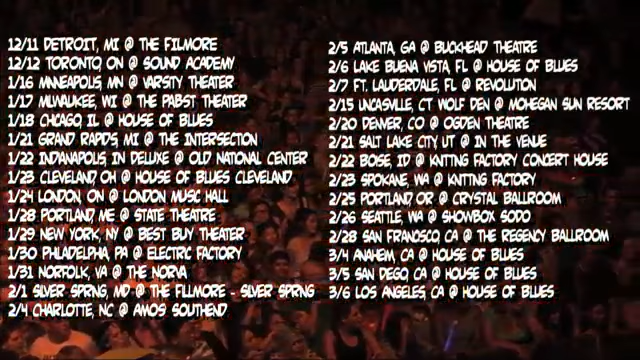 12/11 DETROIT, MI @ THE FILMORE
12/12 TORONTO, ON @ SOUND ACADEMY
1/16 MNNEAPOLIS, MN @ VARSITY THEATER
1/17 MILWAUKEE, WI @ THE PABST THEATER
1/18 CHICAGO, IL @ HOUSE OF BLUES
1/21 GRAND RAPIDS, MI @ THE INTERSECTION
1/22 INDIANAPOLIS, IN DELUXE @ OLD NATIONAL CENTER
1/23 CLEVELAND, OH @ HOUSE OF BLUES CLEVELAND
1/24 LONDON, ON @ LONDON MUSIC HALL
1/28 PORTLAND, ME @ STATE THEATRE
1/29 NEW YORK, NY @ BEST BUY THEATER
1/30 PHILADELPHIA, PA @ ELECTRIC FACTORY
1/31 NORFOLK, VA @ THE NORVA
2/1 SILVER SPRING, MD @ THE FILLMORE - SILVER SPRING
2/4 CHARLOTTE, NC @ AMOS SOUTHEND
2/5 ATLANTA, GA @ BUCKHEAD THEATRE
2/6 LAKE BUENA VISTA, FL @ HOUSE OF BLUES
2/7 FT. LAUDERDALE, FL @ REVOLUTION
2/15 UNCASVILLE, CT WOLF DEN @ MOHEGAN SUN RESORT
2/20 DENVER, CO @ OGDEN THEATRE
2/21 SALT LAKE CITY UT @ IN THE VENUE
2/22 BOISE, ID @ KNITTING FACTORY CONCERT HOUSE
2/23 SPOKANE, WA @ KNITTING FACTORY
2/25 PORTLAND, OR @ CRYSTAL BALLROOM
2/26 SEATTLE, WA @ SHOWBOX SODO
2/28 SAN FRANCISCO, CA @ THE REGENCY BALLROOM
3/4 ANAHEIM, CA @ HOUSE OF BLUES
3/5 SAN DIEGO, CA @ HOUSE OF BLUES
3/6 LOS ANGELES, CA @ HOUSE OF BLUES